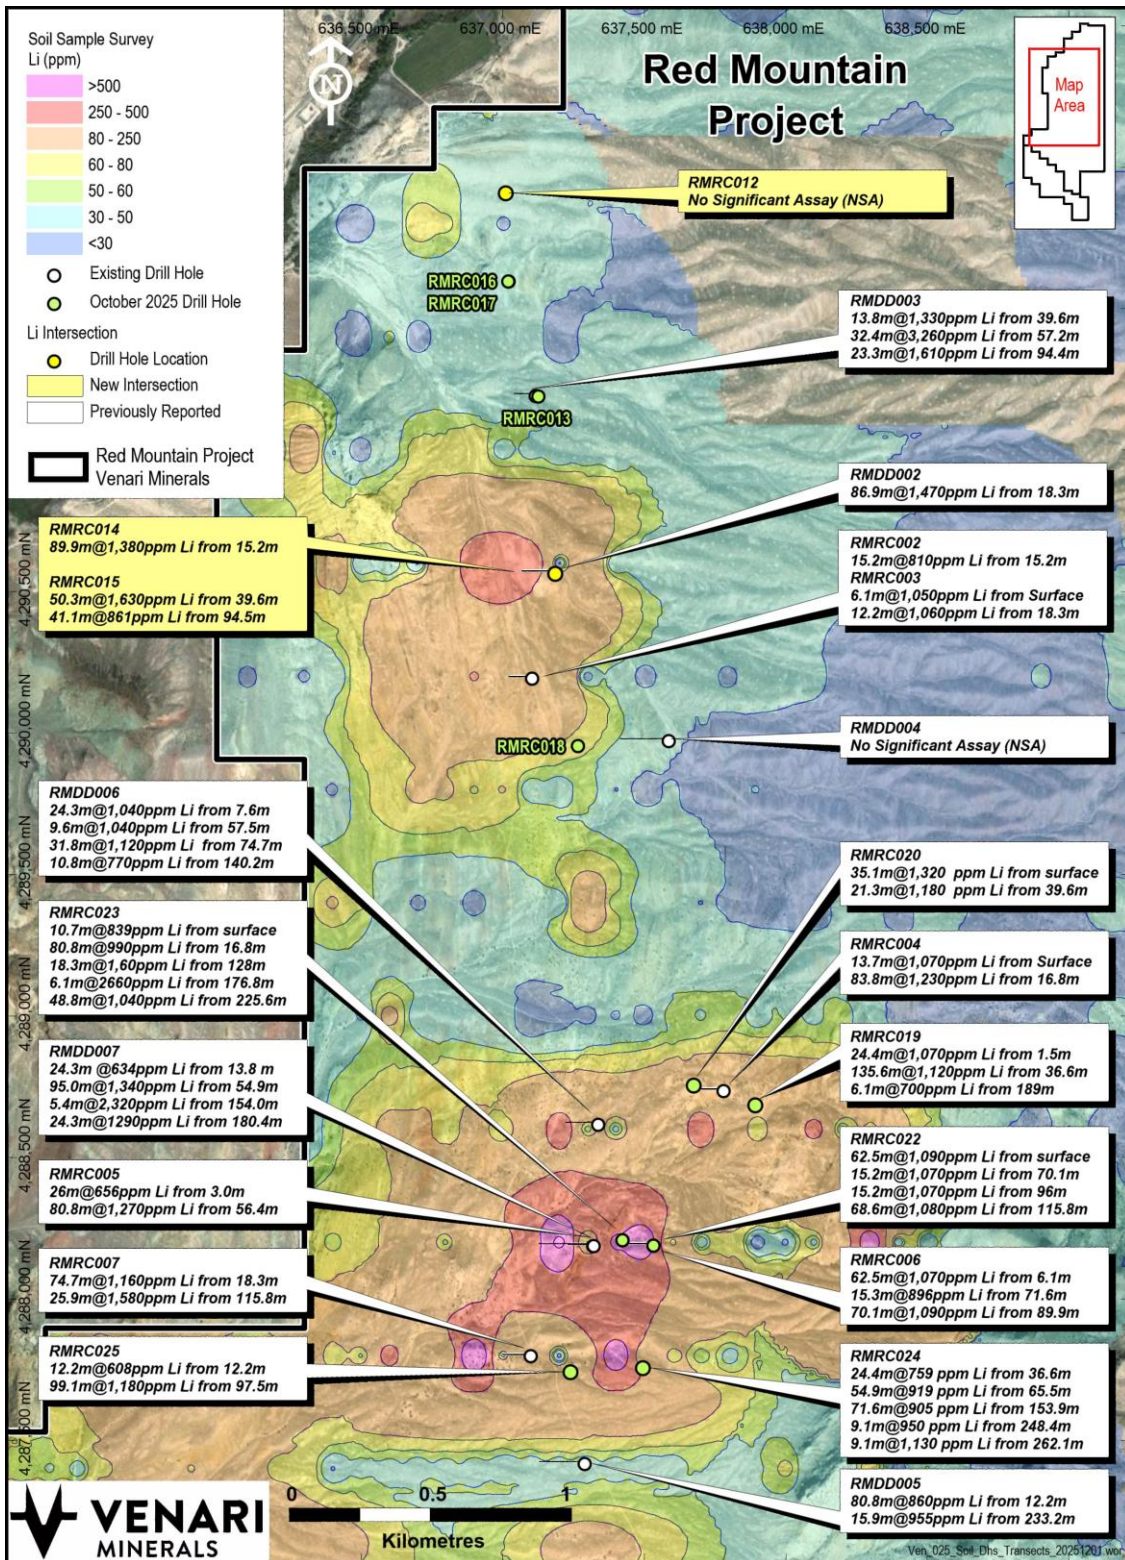 636,500 mE
637,000 mE
637,500 mE
638,000 mE
638,500 mE
Soil Sample Survey
Li (ppm)
>500
250 - 500
80 - 250
60 - 80
50 - 60
30 - 50
<30
Existing Drill Hole
October 2025 Drill Hole
Li Intersection
Drill Hole Location
New Intersection
Previously Reported
Red Mountain Project
Venari Minerals
N
Red Mountain
Project
Map
Area
RMRC012
No Significant Assay (NSA)
RMRC016
RMRC017
RMDD003
13.8m@1,330ppm Li from 39.6m
32.4m@3,260ppm Li from 57.2m
23.3m@1,610ppm Li from 94.4m
RMRC013
RMDD002
86.9m@1,470ppm Li from 18.3m
RMRC014
89.9m@1,380ppm Li from 15.2m
RMRC015
50.3m@1,630ppm Li from 39.6m
41.1m@861ppm Li from 94.5m
RMRC002
15.2m@810ppm Li from 15.2m
RMRC003
6.1m@1,050ppm Li from Surface
12.2m@1,060ppm Li from 18.3m
4,290,500 mN
4,290,000 mN
RMRC018
RMDD004
No Significant Assay (NSA)
RMDD006
24.3m@1,040ppm Li from 7.6m
9.6m@1,040ppm Li from 57.5m
31.8m@1,120ppm Li  from 74.7m
10.8m@770ppm Li from 140.2m
4,289,500 mN
RMRC020
35.1m@1,320  ppm Li from surface
21.3m@1,180  ppm Li from 39.6m
RMRC023
10.7m@839ppm Li from surface
80.8m@990ppm Li from 16.8m
18.3m@1,60ppm Li from 128m
6.1m@2660ppm Li from 176.8m
48.8m@1,040ppm Li from 225.6m
RMRC004
13.7m@1,070ppm Li from Surface
83.8m@1,230ppm Li from 16.8m
4,289,000 mN
RMRC019
24.4m@1,070ppm Li from 1.5m
135.6m@1,120ppm Li from 36.6m
6.1m@700ppm Li from 189m
RMDD007
24.3m @634ppm Li from 13.8 m
95.0m@1,340ppm Li from 54.9m
5.4m@2,320ppm Li from 154.0m
24.3m@1290ppm Li from 180.4m
4,288,500 mN
RMRC022
62.5m@1,090ppm Li from surface
15.2m@1,070ppm Li from 70.1m
15.2m@1,070ppm Li from 96m
68.6m@1,080ppm Li from 115.8m
RMRC005
26m@656ppm Li from 3.0m
80.8m@1,270ppm Li from 56.4m
RMRC007
74.7m@1,160ppm Li from 18.3m
25.9m@1,580ppm Li from 115.8m
4,288,000 mN
RMRC006
62.5m@1,070ppm Li from 6.1m
15.3m@896ppm Li from 71.6m
70.1m@1,090ppm Li from 89.9m
RMRC025
12.2m@608ppm Li from 12.2m
99.1m@1,180ppm Li from 97.5m
RMRC024
24.4m@759 ppm Li from 36.6m
54.9m@919 ppm Li from 65.5m
71.6m@905 ppm Li from 153.9m
9.1m@950 ppm Li from 248.4m
9.1m@1,130 ppm Li from 262.1m
4,287,500 mN
RMDD005
80.8m@860ppm Li from 12.2m
15.9m@955ppm Li from 233.2m
VENARI
MINERALS
0
0.5
1
Kilometres
Ven_025_Soil_Dhs_Transects_20251201.wor